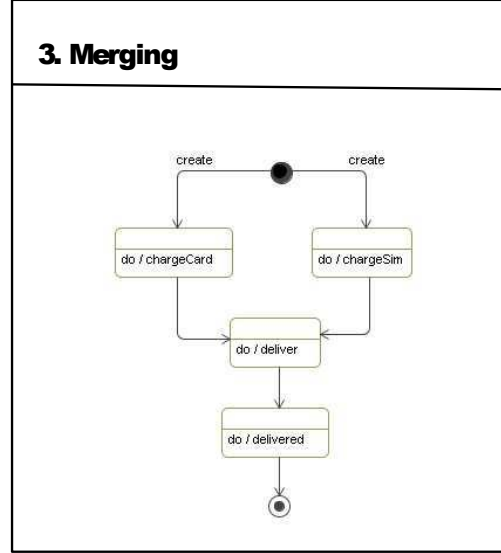 3. Merging
create create
do / chargeCard do / chargeSim
do / deliver
do / delivered